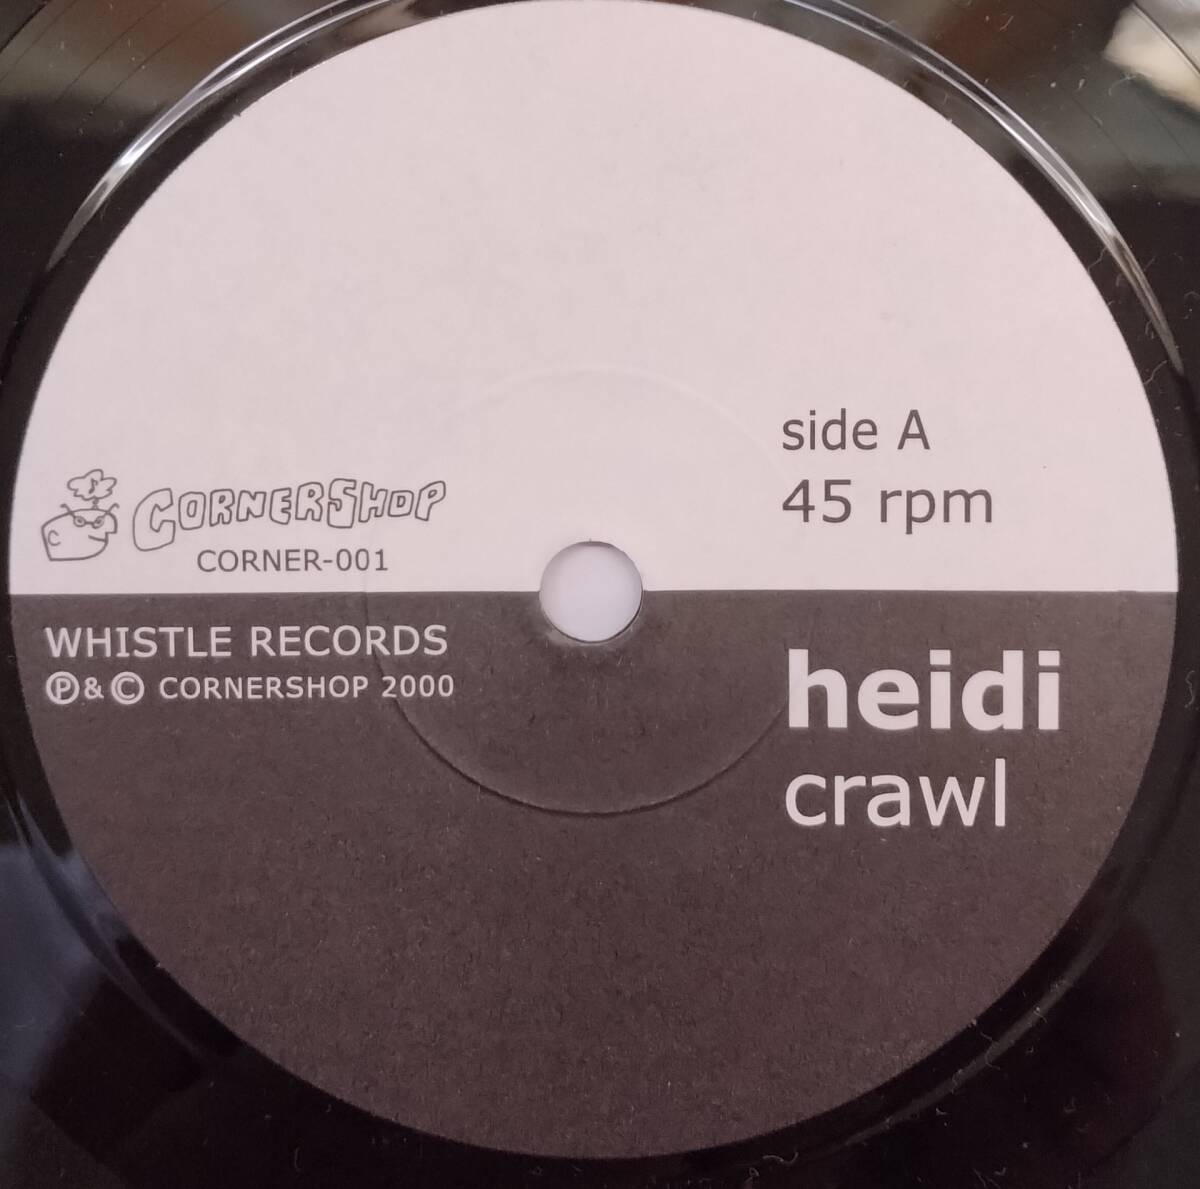 side A
45 rpm
CORNERSHOP
CORNER-001
WHISTLE RECORDS
℗ & © CORNERSHOP 2000
heidi
crawl